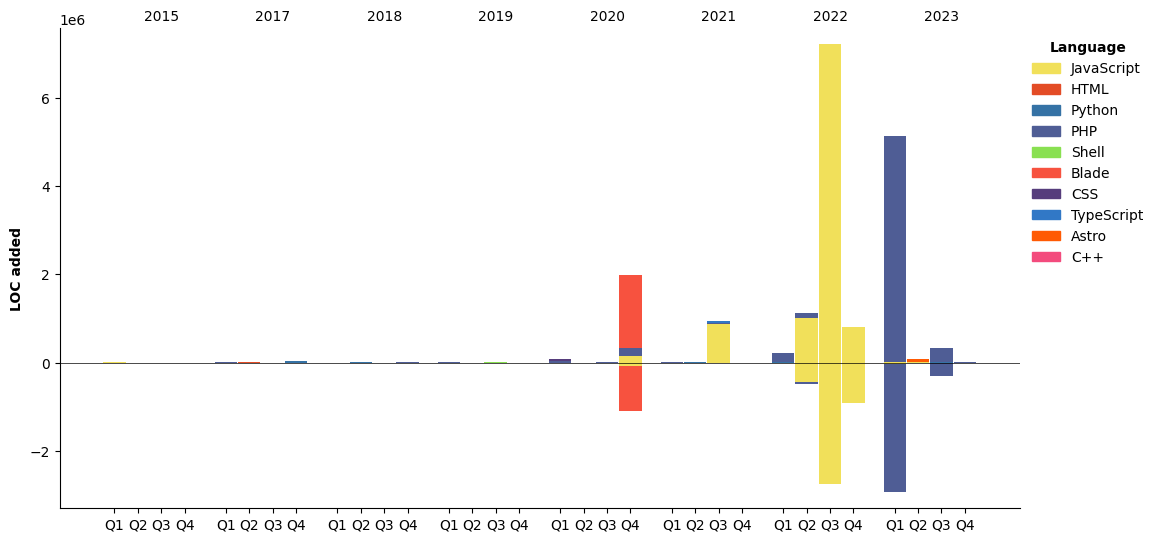 1e6
2015 2017 2018 2019 2020 2021 2022 2023
Language
JavaScript
HTML
Python
PHP
Shell
Blade
CSS
TypeScript
Astro
C++
LOC added
6
4
2
0
−2
Q1 Q2 Q3 Q4 Q1 Q2 Q3 Q4 Q1 Q2 Q3 Q4 Q1 Q2 Q3 Q4 Q1 Q2 Q3 Q4 Q1 Q2 Q3 Q4 Q1 Q2 Q3 Q4 Q1 Q2 Q3 Q4